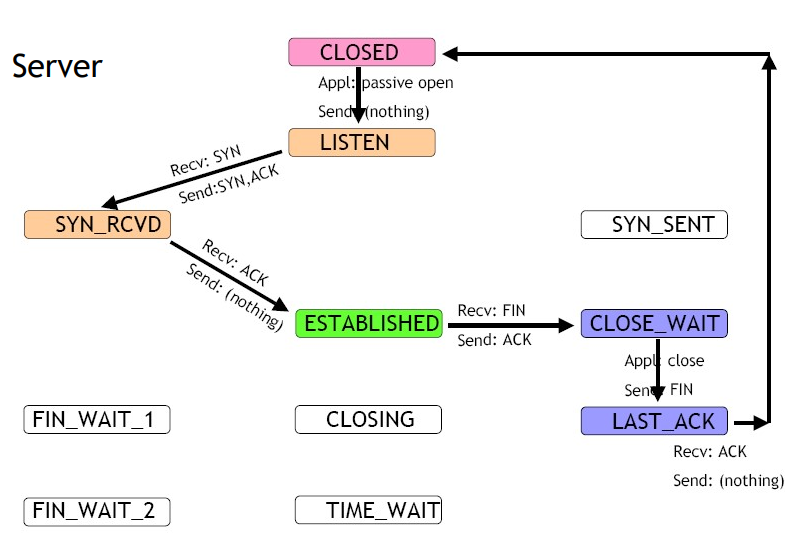 Server
CLOSED
Appl: passive open
Send: (nothing)
LISTEN
Recv: SYN
Send:SYN,ACK
SYN_RCVD
SYN_SENT
Recv: ACK
Send: (nothing)
ESTABLISHED
Recv: FIN
Send: ACK
CLOSE_WAIT
Appl: close
Send: FIN
FIN_WAIT_1
CLOSING
LAST_ACK
Recv: ACK
Send: (nothing)
FIN_WAIT_2
TIME_WAIT